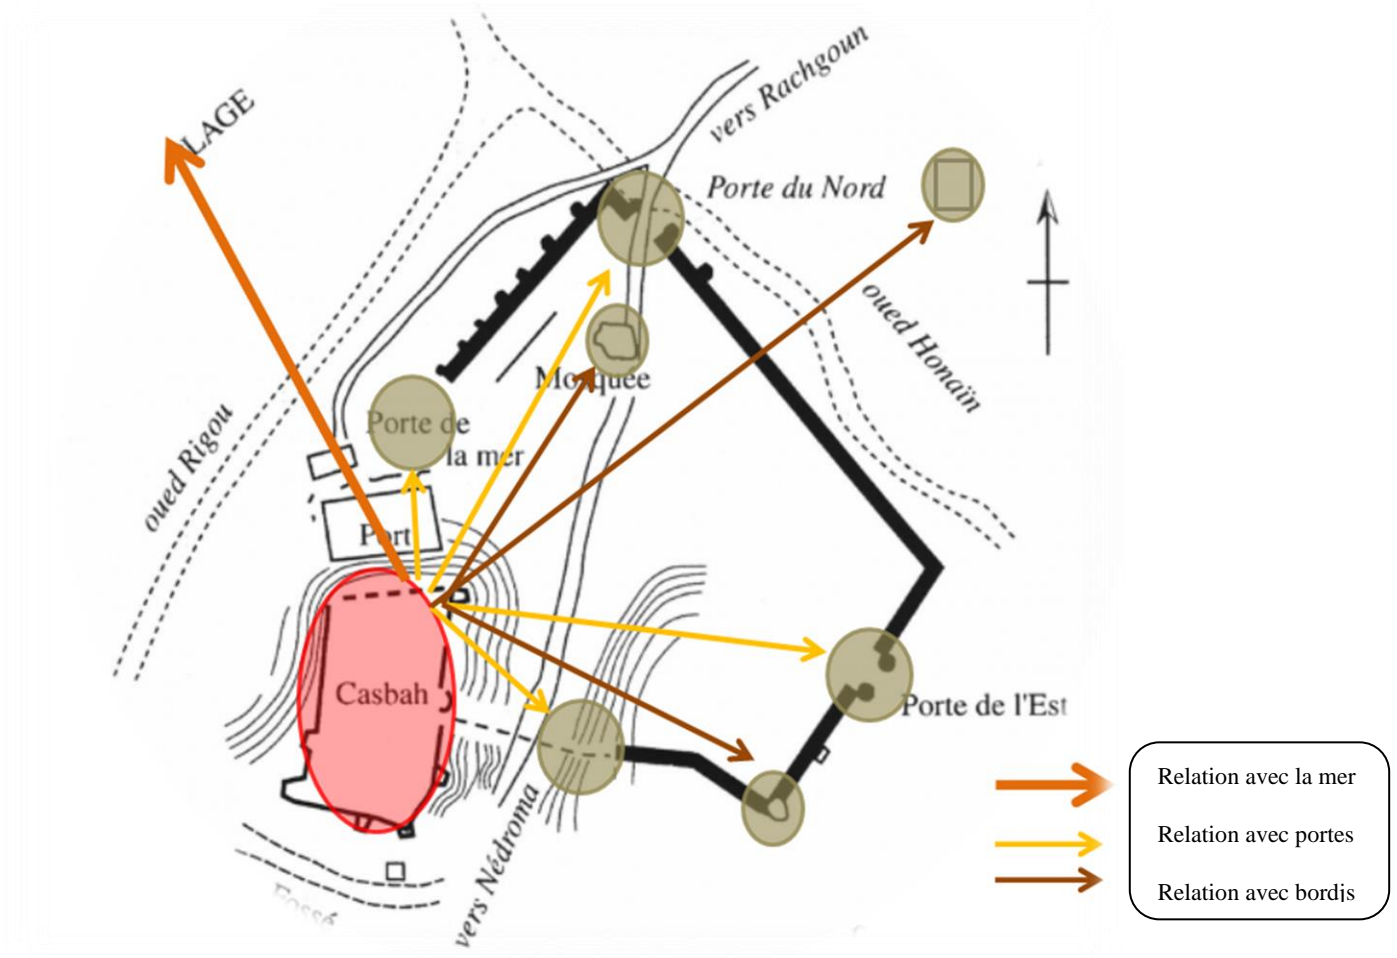 LAGE
vers Rachgoun
Porte du Nord
oued Honaïn
Mosquée
Porte de
la mer
oued Rigou
Port
Casbah
Porte de l'Est
vers Nédroma
Fossé
Relation avec la mer
Relation avec portes
Relation avec bordjs